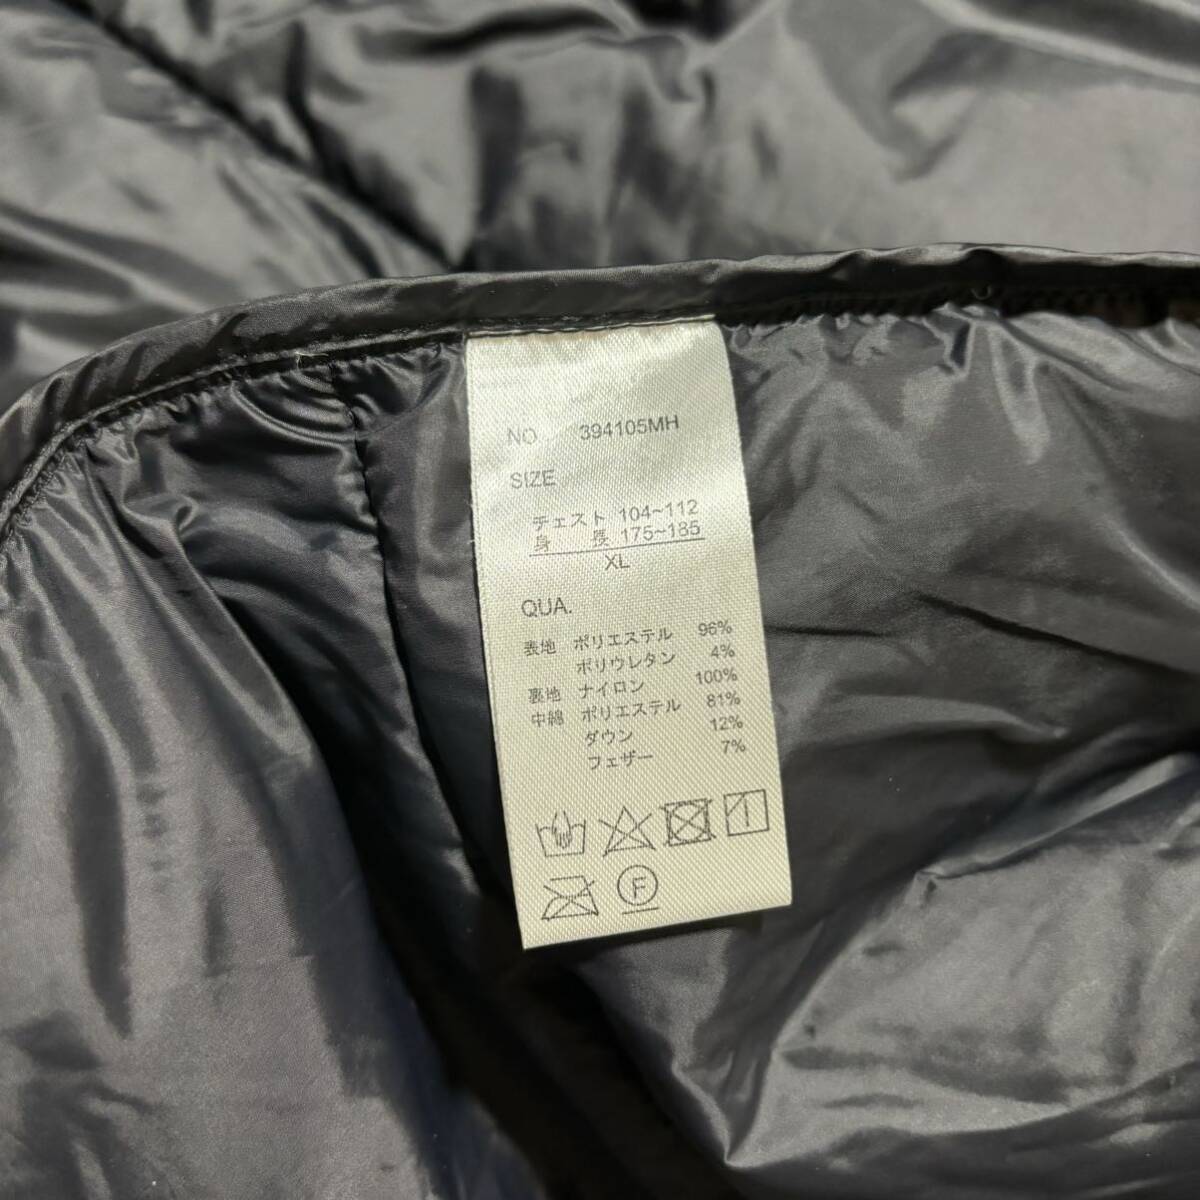 NO 394105MH
SIZE
チェスト 104~112
身 長 175~185
XL
QUA.
表地 ポリエステル 96%
ポリウレタン 4%
裏地 ナイロン 100%
中綿 ポリエステル 81%
ダウン 12%
フェザー 7%
F